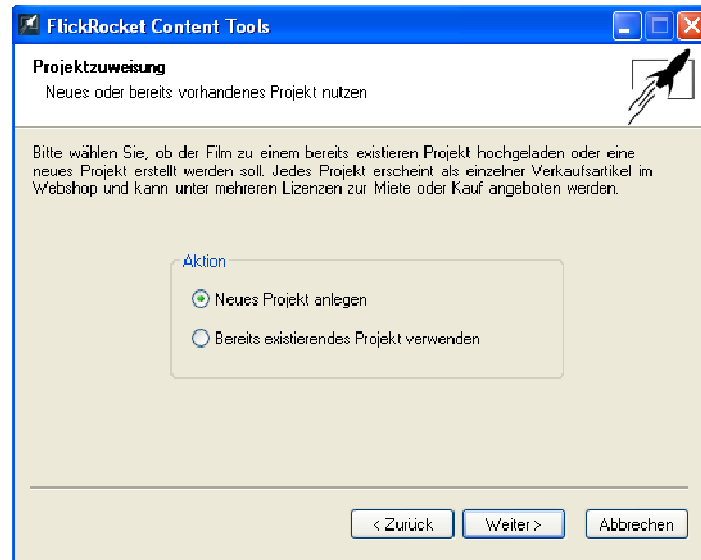 FlickRocket Content Tools
Projektzuweisung
Neues oder bereits vorhandenes Projekt nutzen
Bitte wählen Sie, ob der Film zu einem bereits existieren Projekt hochgeladen oder eine
neues Projekt erstellt werden soll. Jedes Projekt erscheint als einzelner Verkaufsartikel im
Webshop und kann unter mehreren Lizenzen zur Miete oder Kauf angeboten werden.
Aktion
Neues Projekt anlegen
Bereits existierendes Projekt verwenden
< Zurück
Weiter >
Abbrechen